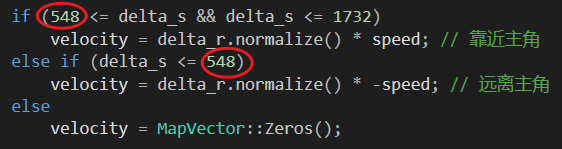 if (548 <= delta_s && delta_s <= 1732)
velocity = delta_r.normalize() * speed; // 靠近主角
else if (delta_s <= 548)
velocity = delta_r.normalize() * -speed; // 远离主角
else
velocity = MapVector::Zeros();